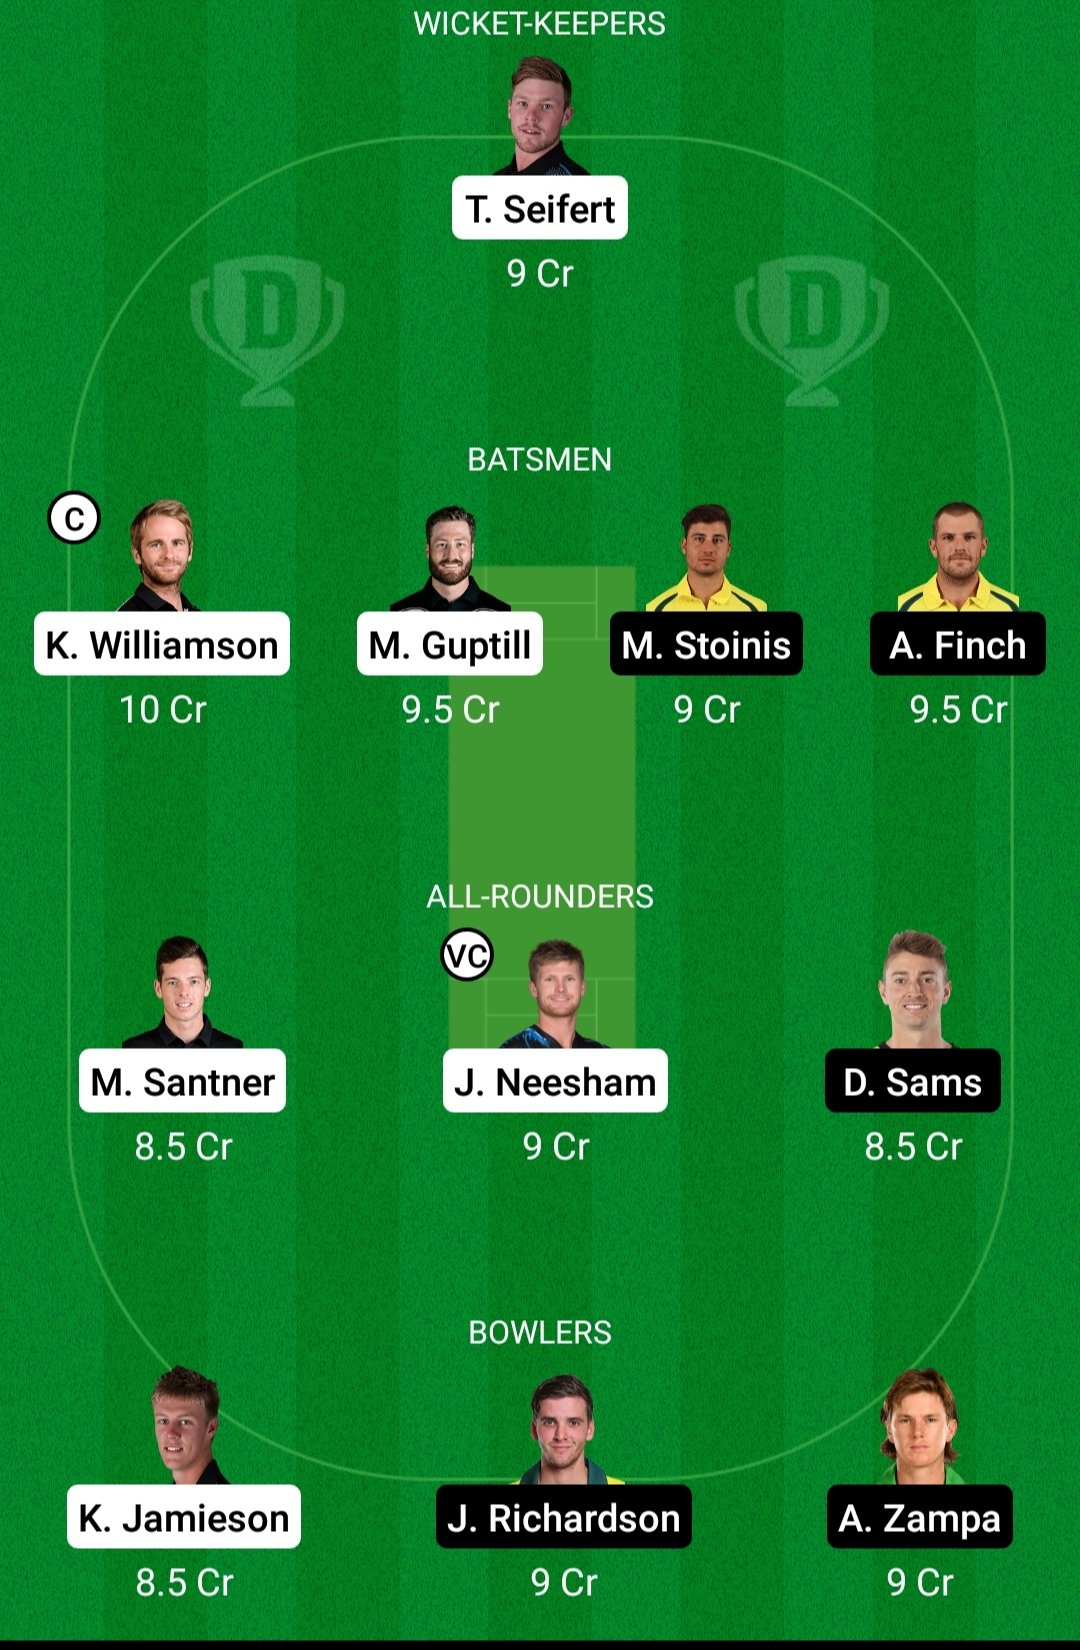 WICKET-KEEPERS
T. Seifert
9 Cr
D D
BATSMEN
C
K. Williamson M. Guptill M. Stoinis A. Finch
10 Cr 9.5 Cr 9 Cr 9.5 Cr
ALL-ROUNDERS
VC
M. Santner J. Neesham D. Sams
8.5 Cr 9 Cr 8.5 Cr
BOWLERS
K. Jamieson J. Richardson A. Zampa
8.5 Cr 9 Cr 9 Cr